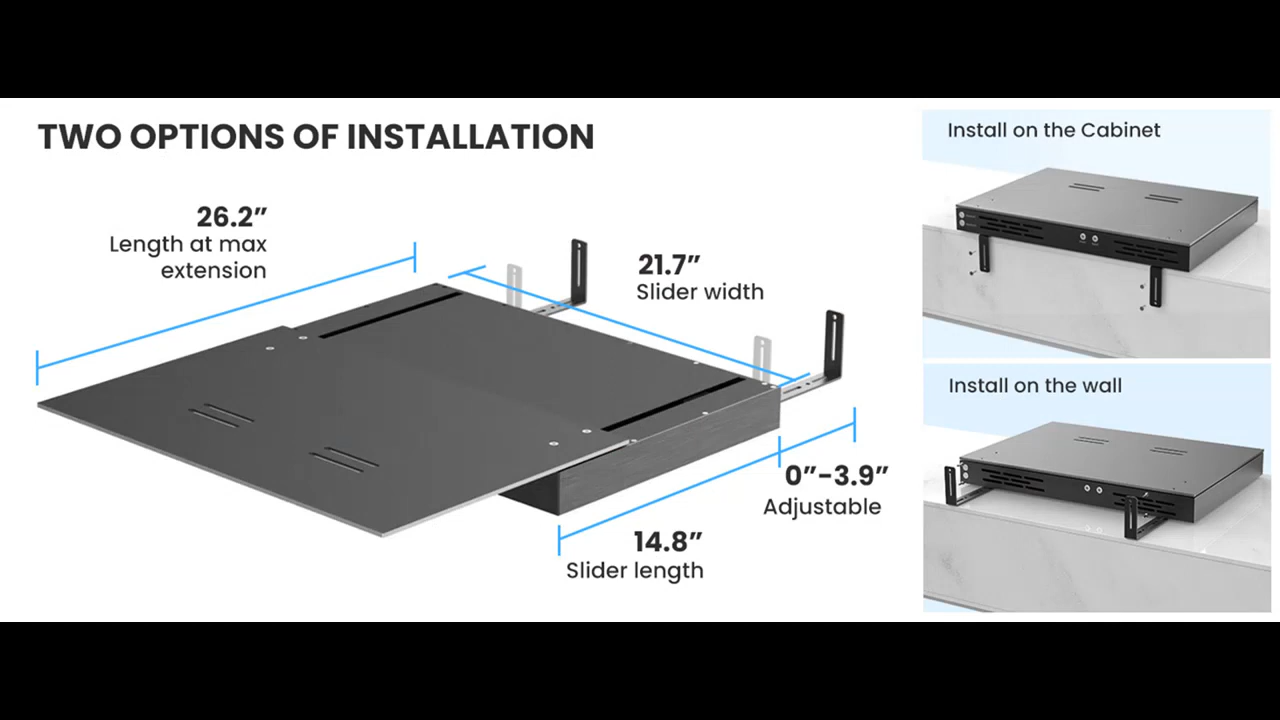 TWO OPTIONS OF INSTALLATION
26.2”
Length at max
extension
21.7”
Slider width
0”-3.9”
Adjustable
14.8”
Slider length
Install on the Cabinet
Install on the wall